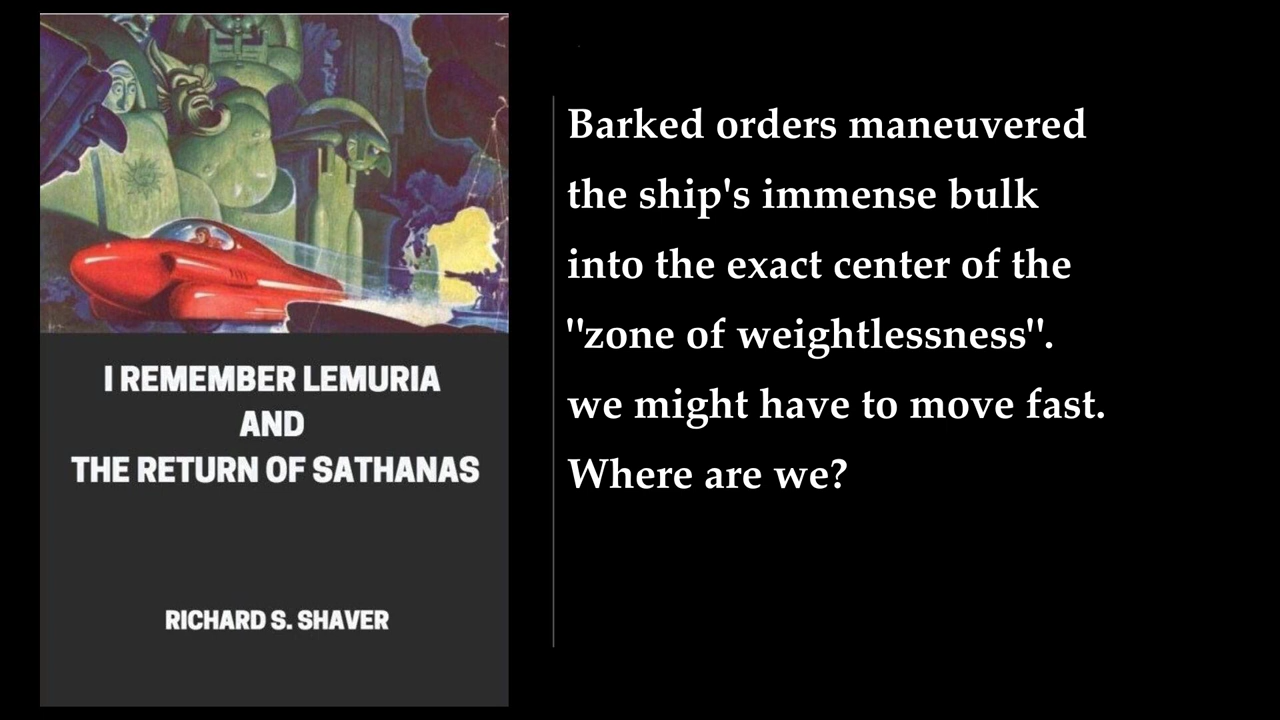 I REMEMBER LEMURIA
AND
THE RETURN OF SATHANAS
RICHARD S. SHAVER
Barked orders maneuvered
the ship's immense bulk
into the exact center of the
"zone of weightlessness".
we might have to move fast.
Where are we?